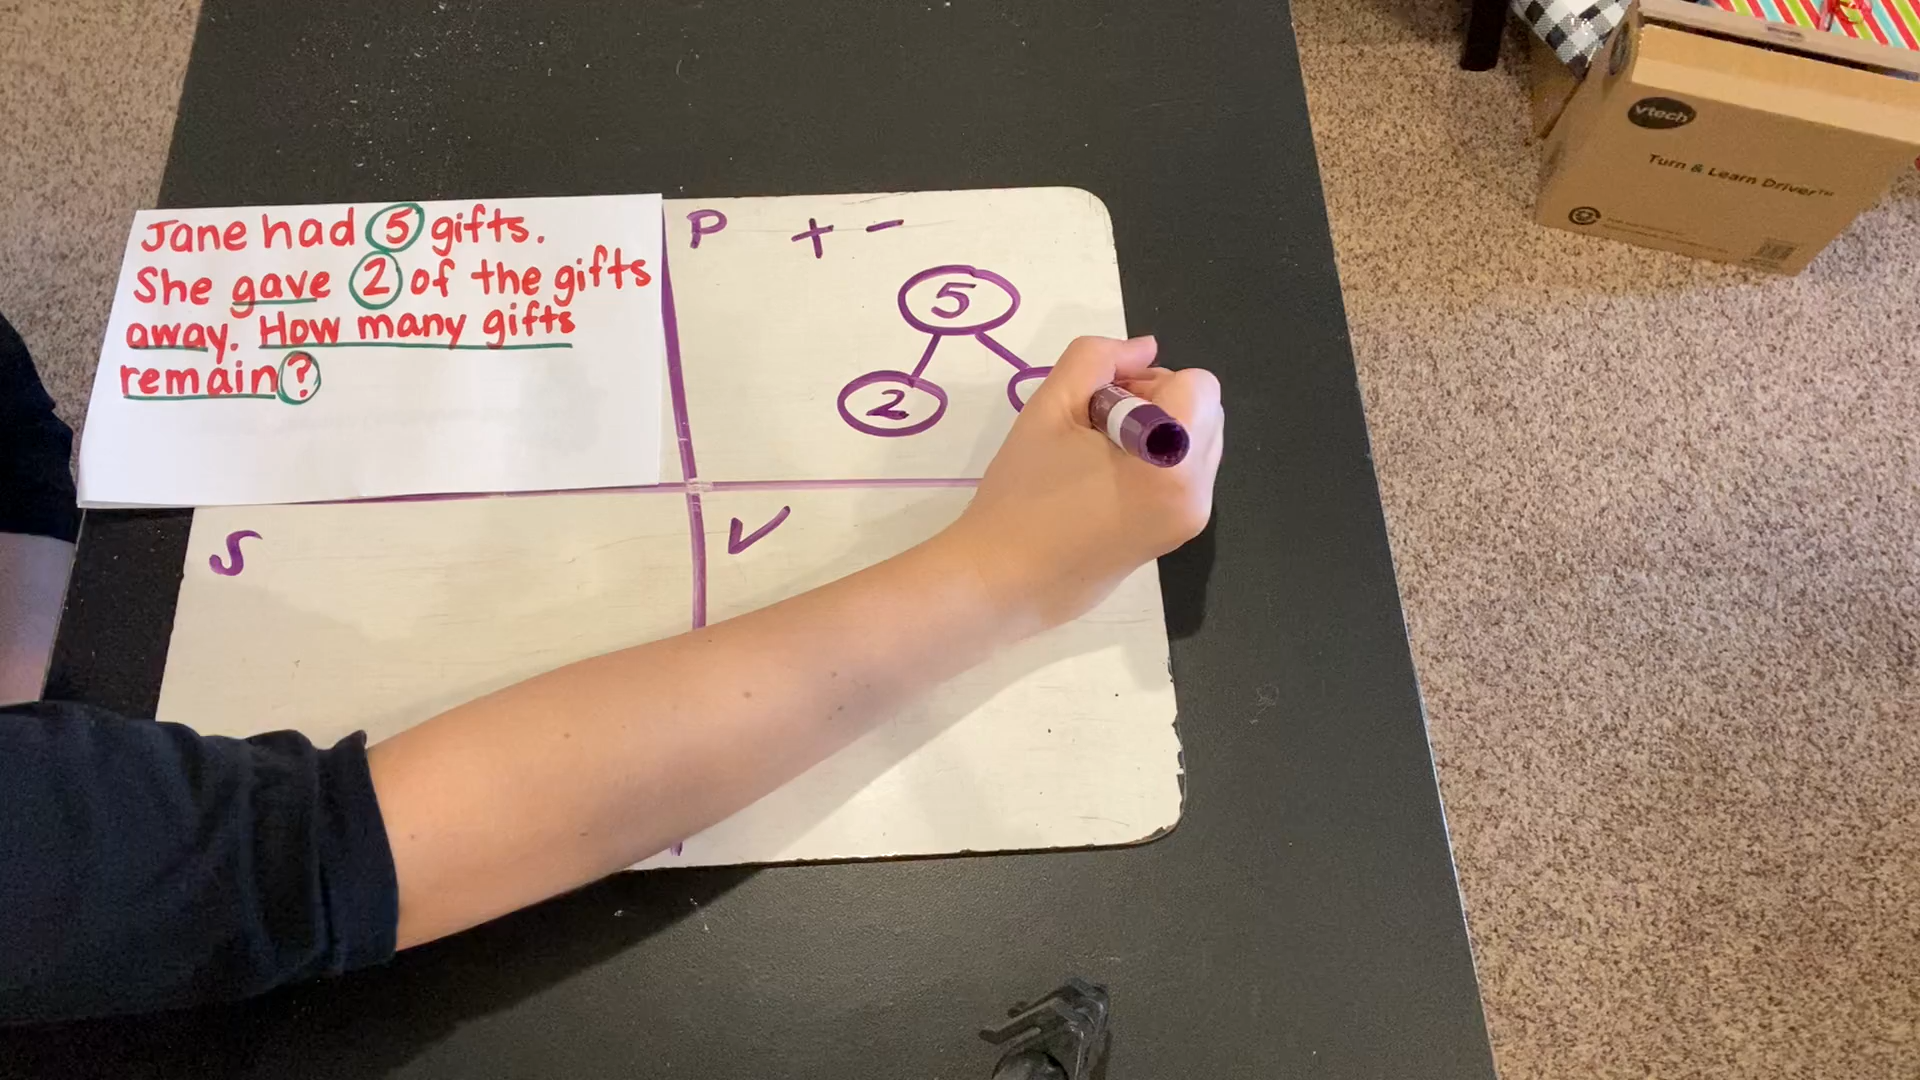 Jane had 5 gifts.
She gave 2 of the gifts
away. How many gifts
remain?
P + -
5
2
S
V
vtech
Turn & Learn Driver™